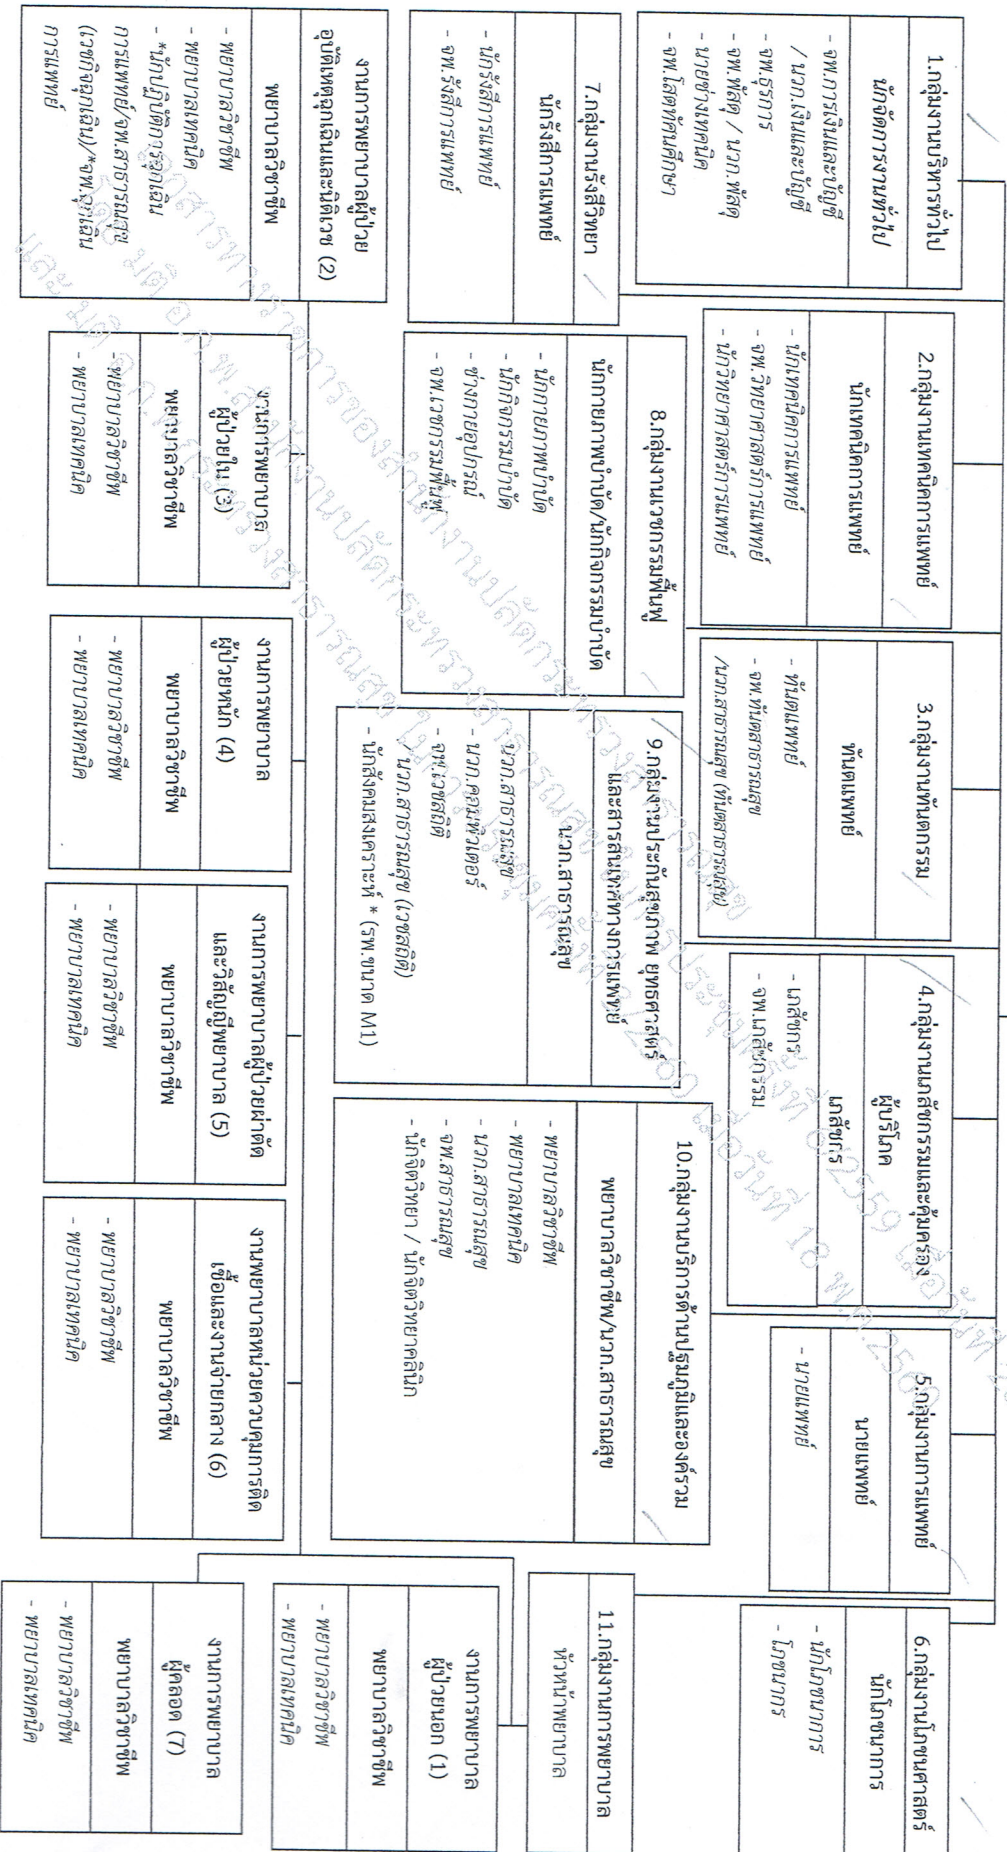 1.กลุ่มงานบริหารทั่วไป
นักจัดการงานทั่วไป
- จพ.การเงินและบัญชี
/ นวก.เงินและบัญชี
- จพ.ธุรการ
- จพ.พัสดุ / นวก.พัสดุ
- นายช่างเทคนิค
- จพ.โสตทัศนศึกษา
2.กลุ่มงานเทคนิคการแพทย์
นักเทคนิคการแพทย์
- นักเทคนิคการแพทย์
- จพ.วิทยาศาสตร์การแพทย์
- นักวิทยาศาสตร์การแพทย์
3.กลุ่มงานทันตกรรม
ทันตแพทย์
- ทันตแพทย์
- จพ.ทันตสาธารณสุข
/นวก.สาธารณสุข (ทันตสาธารณสุข)
4.กลุ่มงานเภสัชกรรมและคุ้มครอง
ผู้บริโภค
เภสัชกร
- เภสัชกร
- จพ.เภสัชกรรม
5.กลุ่มงานการแพทย์
นายแพทย์
- นายแพทย์
6.กลุ่มงานโภชนศาสตร์
นักโภชนาการ
- นักโภชนาการ
- โภชนากร
7.กลุ่มงานรังสีวิทยา
นักรังสีการแพทย์
- นักรังสีการแพทย์
- จพ.รังสีการแพทย์
8.กลุ่มงานเวชกรรมฟื้นฟู
นักกายภาพบำบัด/นักกิจกรรมบำบัด
- นักกายภาพบำบัด
- นักกิจกรรมบำบัด
- ช่างกายอุปกรณ์
- จพ.เวชกรรมฟื้นฟู
9.กลุ่มงานประกันสุขภาพ ยุทธศาสตร์
และสารสนเทศทางการแพทย์
นวก.สาธารณสุข
- นวก.สาธารณสุข
- นวก.คอมพิวเตอร์
- จพ.เวชสถิติ
/ นวก.สาธารณสุข (เวชสถิติ)
- นักสังคมสงเคราะห์ * (รพ.ขนาด M1)
10.กลุ่มงานบริการด้านปฐมภูมิและองค์รวม
พยาบาลวิชาชีพ/นวก.สาธารณสุข
- พยาบาลวิชาชีพ
- พยาบาลเทคนิค
- นวก.สาธารณสุข
- จพ.สาธารณสุข
- นักจิตวิทยา / นักจิตวิทยาคลินิก
11.กลุ่มงานการพยาบาล
หัวหน้าพยาบาล
งานการพยาบาล
ผู้ป่วยนอก (1)
พยาบาลวิชาชีพ
- พยาบาลวิชาชีพ
- พยาบาลเทคนิค
งานการพยาบาลผู้ป่วย
อุบัติเหตุฉุกเฉินและนิติเวช (2)
พยาบาลวิชาชีพ
- พยาบาลวิชาชีพ
- พยาบาลเทคนิค
- *นักปฏิบัติการฉุกเฉิน
การแพทย์/จพ.สาธารณสุข
(เวชกิจฉุกเฉิน)/*จพ.ฉุกเฉิน
การแพทย์
งานการพยาบาล
ผู้ป่วยใน (3)
พยาบาลวิชาชีพ
- พยาบาลวิชาชีพ
- พยาบาลเทคนิค
งานการพยาบาล
ผู้ป่วยหนัก (4)
พยาบาลวิชาชีพ
- พยาบาลวิชาชีพ
- พยาบาลเทคนิค
งานการพยาบาลผู้ป่วยผ่าตัด
และวิสัญญีพยาบาล (5)
พยาบาลวิชาชีพ
- พยาบาลวิชาชีพ
- พยาบาลเทคนิค
งานพยาบาลหน่วยควบคุมการติด
เชื้อและงานจ่ายกลาง (6)
พยาบาลวิชาชีพ
- พยาบาลวิชาชีพ
- พยาบาลเทคนิค
งานการพยาบาล
ผู้คลอด (7)
พยาบาลวิชาชีพ
- พยาบาลวิชาชีพ
- พยาบาลเทคนิค